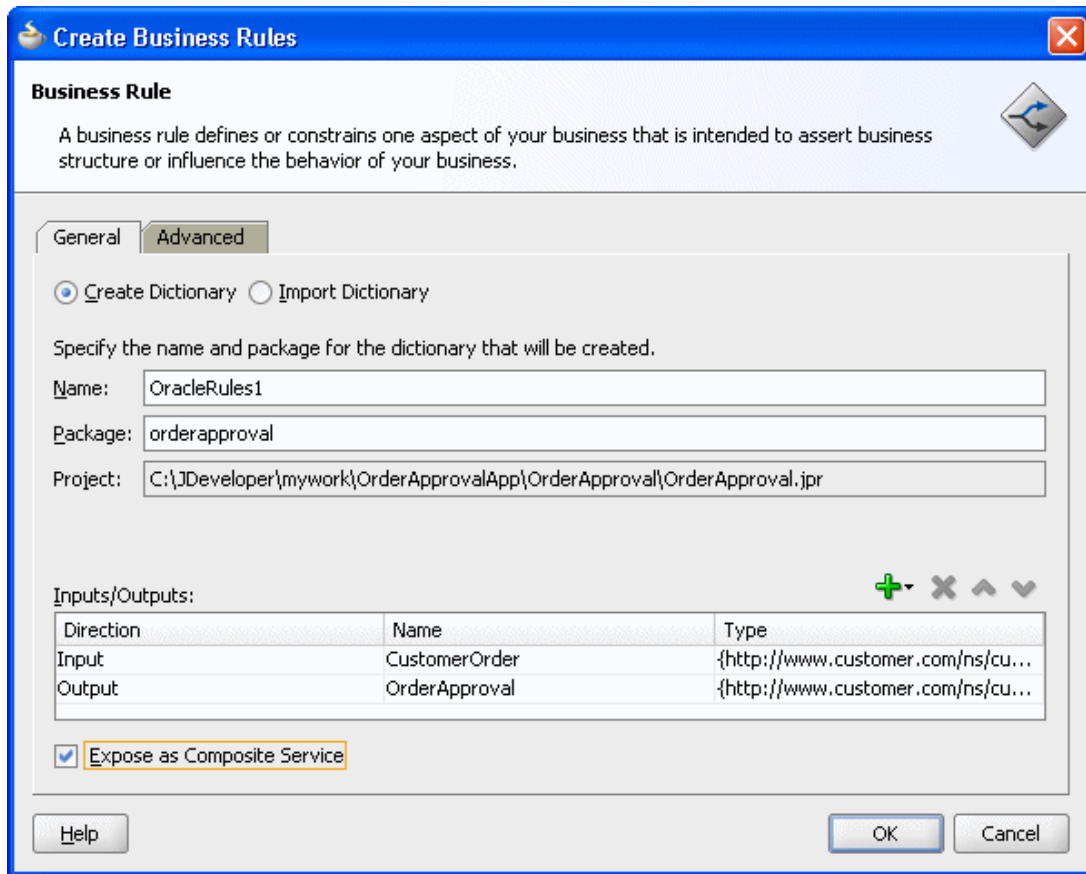 Create Business Rules
Business Rule
A business rule defines or constrains one aspect of your business that is intended to assert business
structure or influence the behavior of your business.
General Advanced
Create Dictionary Import Dictionary
Specify the name and package for the dictionary that will be created.
Name: OracleRules1
Package: orderapproval
Project: C:\JDeveloper\mywork\OrderApprovalApp\OrderApproval\OrderApproval.jpr
Inputs/Outputs:
Direction Name Type
Input CustomerOrder {http://www.customer.com/ns/cu...
Output OrderApproval {http://www.customer.com/ns/cu...
Expose as Composite Service
Help OK Cancel